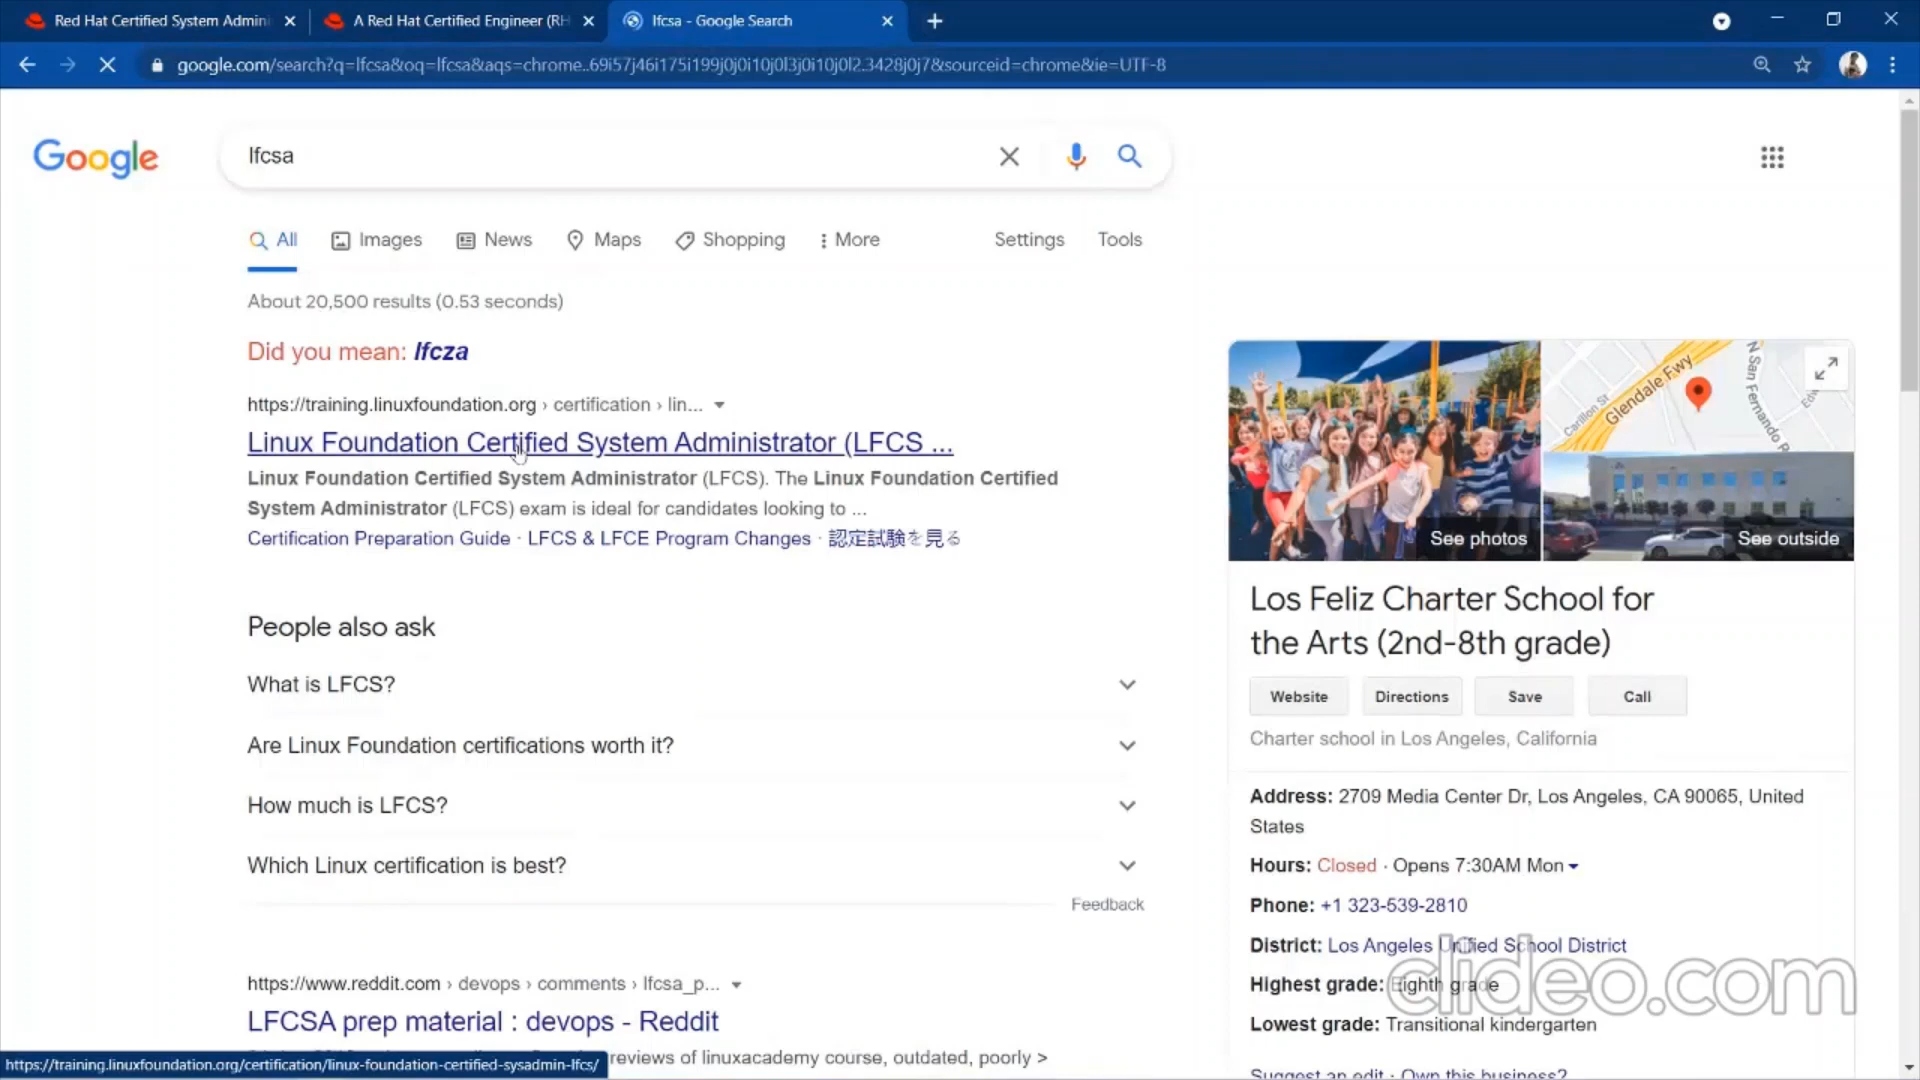 Red Hat Certified System Admin
A Red Hat Certified Engineer (RH
lfcsa - Google Search
google.com/search?q=lfcsa&oq=lfcsa&aqs=chrome..69i57j46i175i199j0j0i10j0l3j0i10j0l2.3428j0j7&sourceid=chrome&ie=UTF-8
Google
lfcsa
All
Images
News
Maps
Shopping
More
Settings
Tools
About 20,500 results (0.53 seconds)
Did you mean: lfcza
https://training.linuxfoundation.org › certification › lin...
Linux Foundation Certified System Administrator (LFCS ...
Linux Foundation Certified System Administrator (LFCS). The Linux Foundation Certified
System Administrator (LFCS) exam is ideal for candidates looking to ...
Certification Preparation Guide · LFCS & LFCE Program Changes · 認定試験を見る
People also ask
What is LFCS?
Are Linux Foundation certifications worth it?
How much is LFCS?
Which Linux certification is best?
Feedback
https://www.reddit.com › devops › comments › lfcsa_p...
LFCSA prep material : devops - Reddit
reviews of linuxacademy course, outdated, poorly >
https://training.linuxfoundation.org/certification/linux-foundation-certified-sysadmin-lfcs/
Glendale Fwy
Carillon St
N San Fernando R
See photos
See outside
Los Feliz Charter School for
the Arts (2nd-8th grade)
Website
Directions
Save
Call
Charter school in Los Angeles, California
Address: 2709 Media Center Dr, Los Angeles, CA 90065, United
States
Hours: Closed · Opens 7:30AM Mon
Phone: +1 323-539-2810
District: Los Angeles Unified School District
Highest grade: Eighth grade
Lowest grade: Transitional kindergarten
Suggest an edit · Own this business?
clideo.com